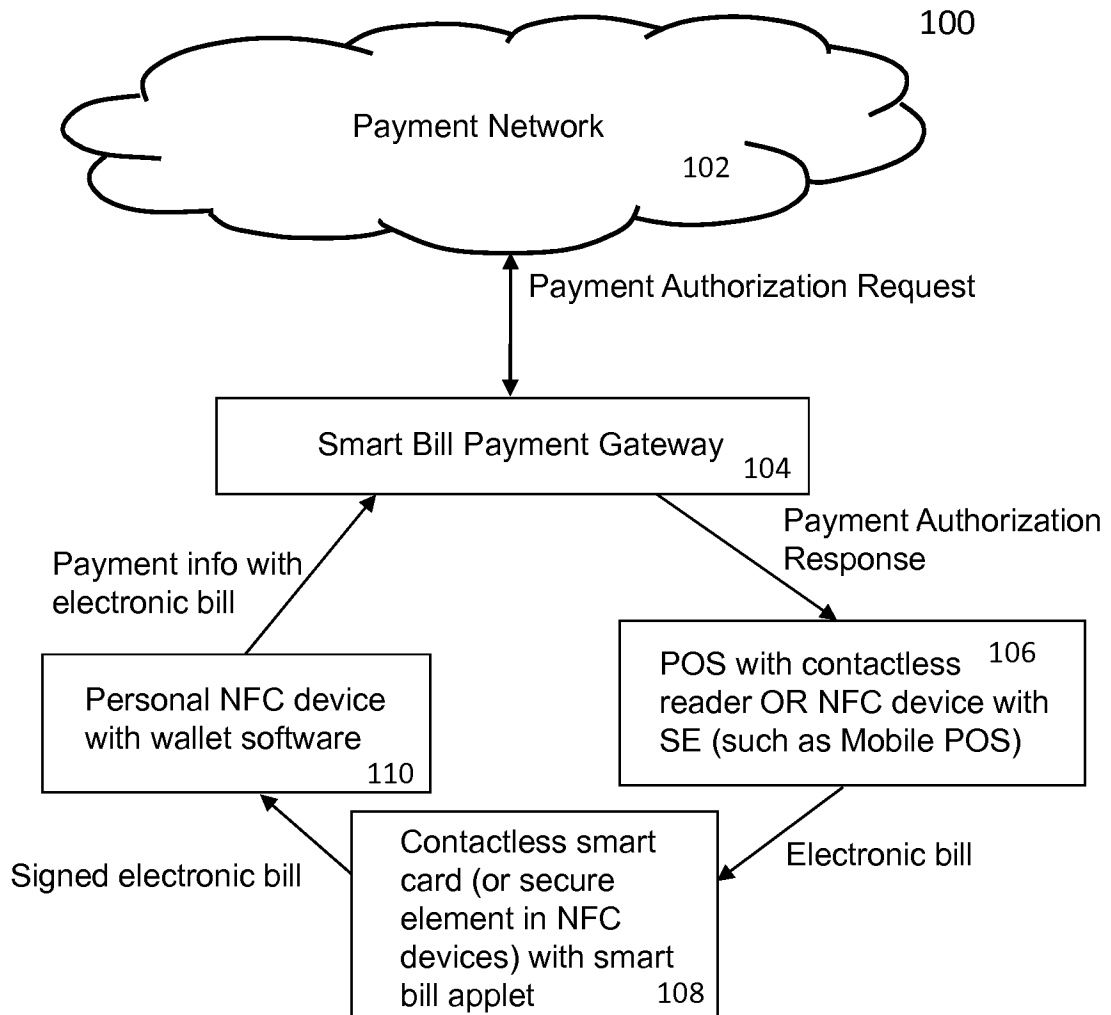 100
Payment Network
102
Payment Authorization Request
Smart Bill Payment Gateway
104
Payment Authorization
Response
Payment info with
electronic bill
POS with contactless 106
reader OR NFC device with
SE (such as Mobile POS)
Personal NFC device
with wallet software
110
Electronic bill
Signed electronic bill
Contactless smart
card (or secure
element in NFC
devices) with smart
bill applet 108